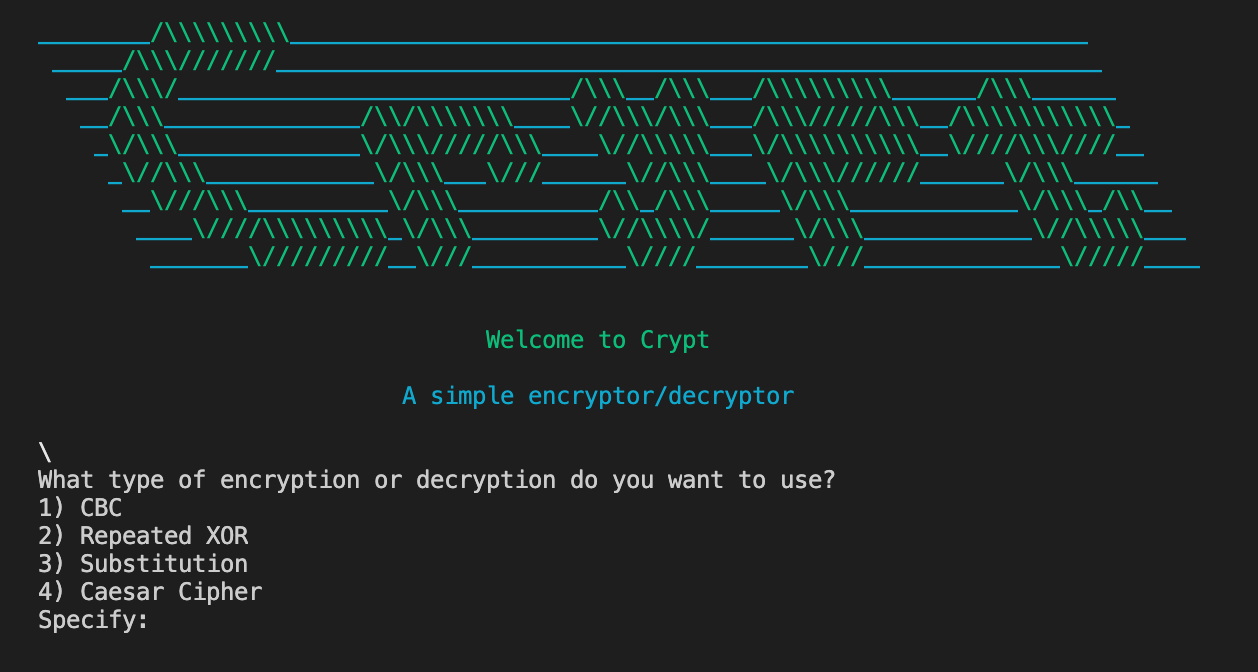 Crypt
Welcome to Crypt
A simple encryptor/decryptor
\
What type of encryption or decryption do you want to use?
1) CBC
2) Repeated XOR
3) Substitution
4) Caesar Cipher
Specify: